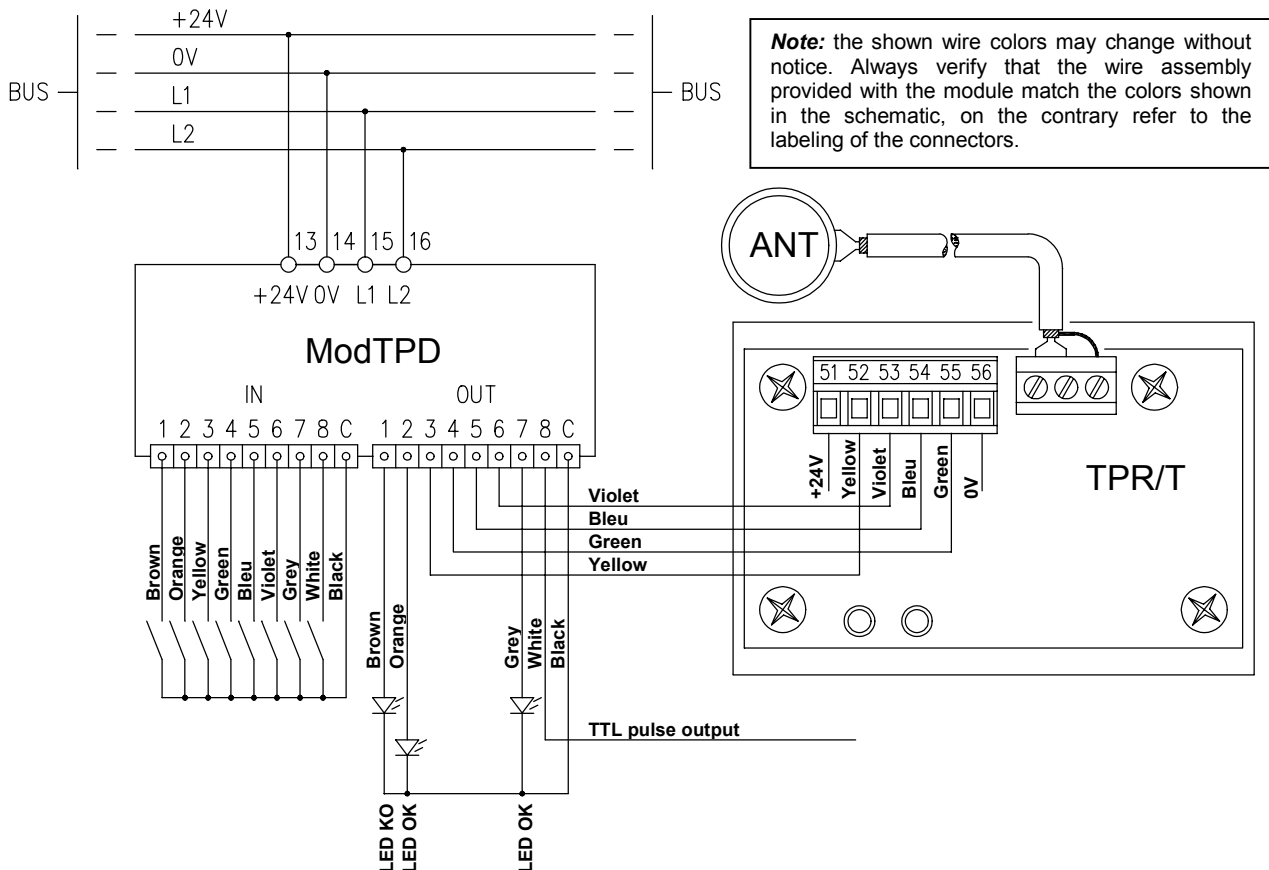 +24V
0V
BUS
L1
BUS
L2
Note: the shown wire colors may change without
notice. Always verify that the wire assembly
provided with the module match the colors shown
in the schematic, on the contrary refer to the
labeling of the connectors.
13 14 15 16
+24V 0V L1 L2
ModTPD
IN
OUT
1 2 3 4 5 6 7 8 C
1 2 3 4 5 6 7 8 C
ANT
51 52 53 54 55 56
+24V
Yellow
Violet
Bleu
Green
0V
TPR/T
Violet
Bleu
Green
Yellow
Brown
Orange
Yellow
Green
Bleu
Violet
Grey
White
Black
Brown
Orange
Grey
White
Black
TTL pulse output
LED KO
LED OK
LED OK